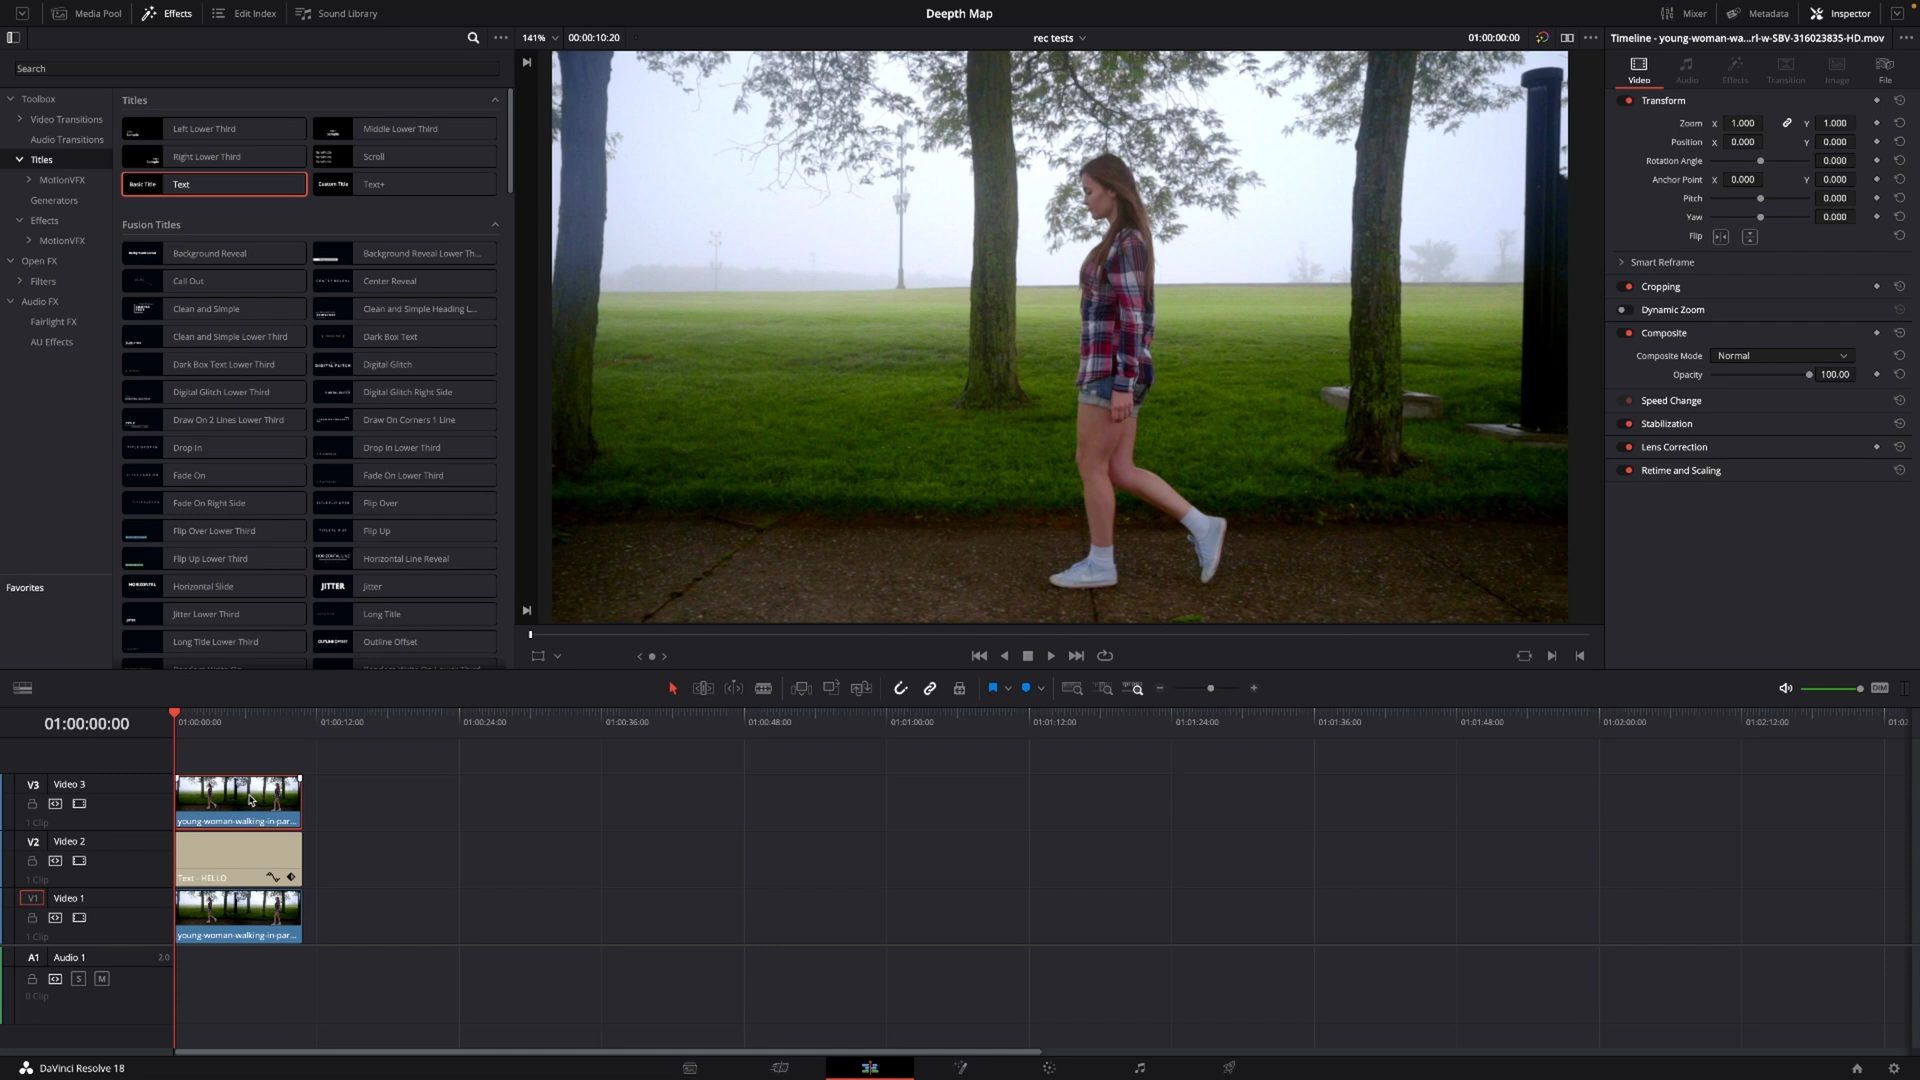 Media Pool Effects Edit Index Sound Library Deepth Map Mixer Metadata Inspector
141% 00:00:10:20 rec tests 01:00:00:00 Timeline - young-woman-wa...rl-w-SBV-316023835-HD.mov
Search
Video Audio Effects Transition Image File
Toolbox
Video Transitions
Audio Transitions
Titles
MotionVFX
Generators
Effects
MotionVFX
Open FX
Filters
Audio FX
Fairlight FX
AU Effects
Favorites
Titles
Left Lower Third Middle Lower Third
Right Lower Third Scroll
Basic Title Text Custom Title Text+
Fusion Titles
Background Reveal Background Reveal Lower Th...
Call Out Center Reveal
Clean and Simple Clean and Simple Heading L...
Clean and Simple Lower Third Dark Box Text
Dark Box Text Lower Third Digital Glitch
Digital Glitch Lower Third Digital Glitch Right Side
Draw On 2 Lines Lower Third Draw On Corners 1 Line
Drop In Drop In Lower Third
Fade On Fade On Lower Third
Fade On Right Side Flip Over
Flip Over Lower Third Flip Up
Flip Up Lower Third Horizontal Line Reveal
Horizontal Slide JITTER Jitter
Jitter Lower Third Long Title
Long Title Lower Third Outline Offset
Transform
Zoom X 1.000 Y 1.000
Position X 0.000 Y 0.000
Rotation Angle 0.000
Anchor Point X 0.000 Y 0.000
Pitch 0.000
Yaw 0.000
Flip
Smart Reframe
Cropping
Dynamic Zoom
Composite
Composite Mode Normal
Opacity 100.00
Speed Change
Stabilization
Lens Correction
Retime and Scaling
DIM
01:00:00:00 01:00:00:00 01:00:12:00 01:00:24:00 01:00:36:00 01:00:48:00 01:01:00:00 01:01:12:00 01:01:24:00 01:01:36:00 01:01:48:00 01:02:00:00 01:02:12:00
V3 Video 3
1 Clip
young-woman-walking-in-par...
V2 Video 2
1 Clip
Text - HELLO
V1 Video 1
1 Clip
young-woman-walking-in-par...
A1 Audio 1 2.0
S M
0 Clip
DaVinci Resolve 18